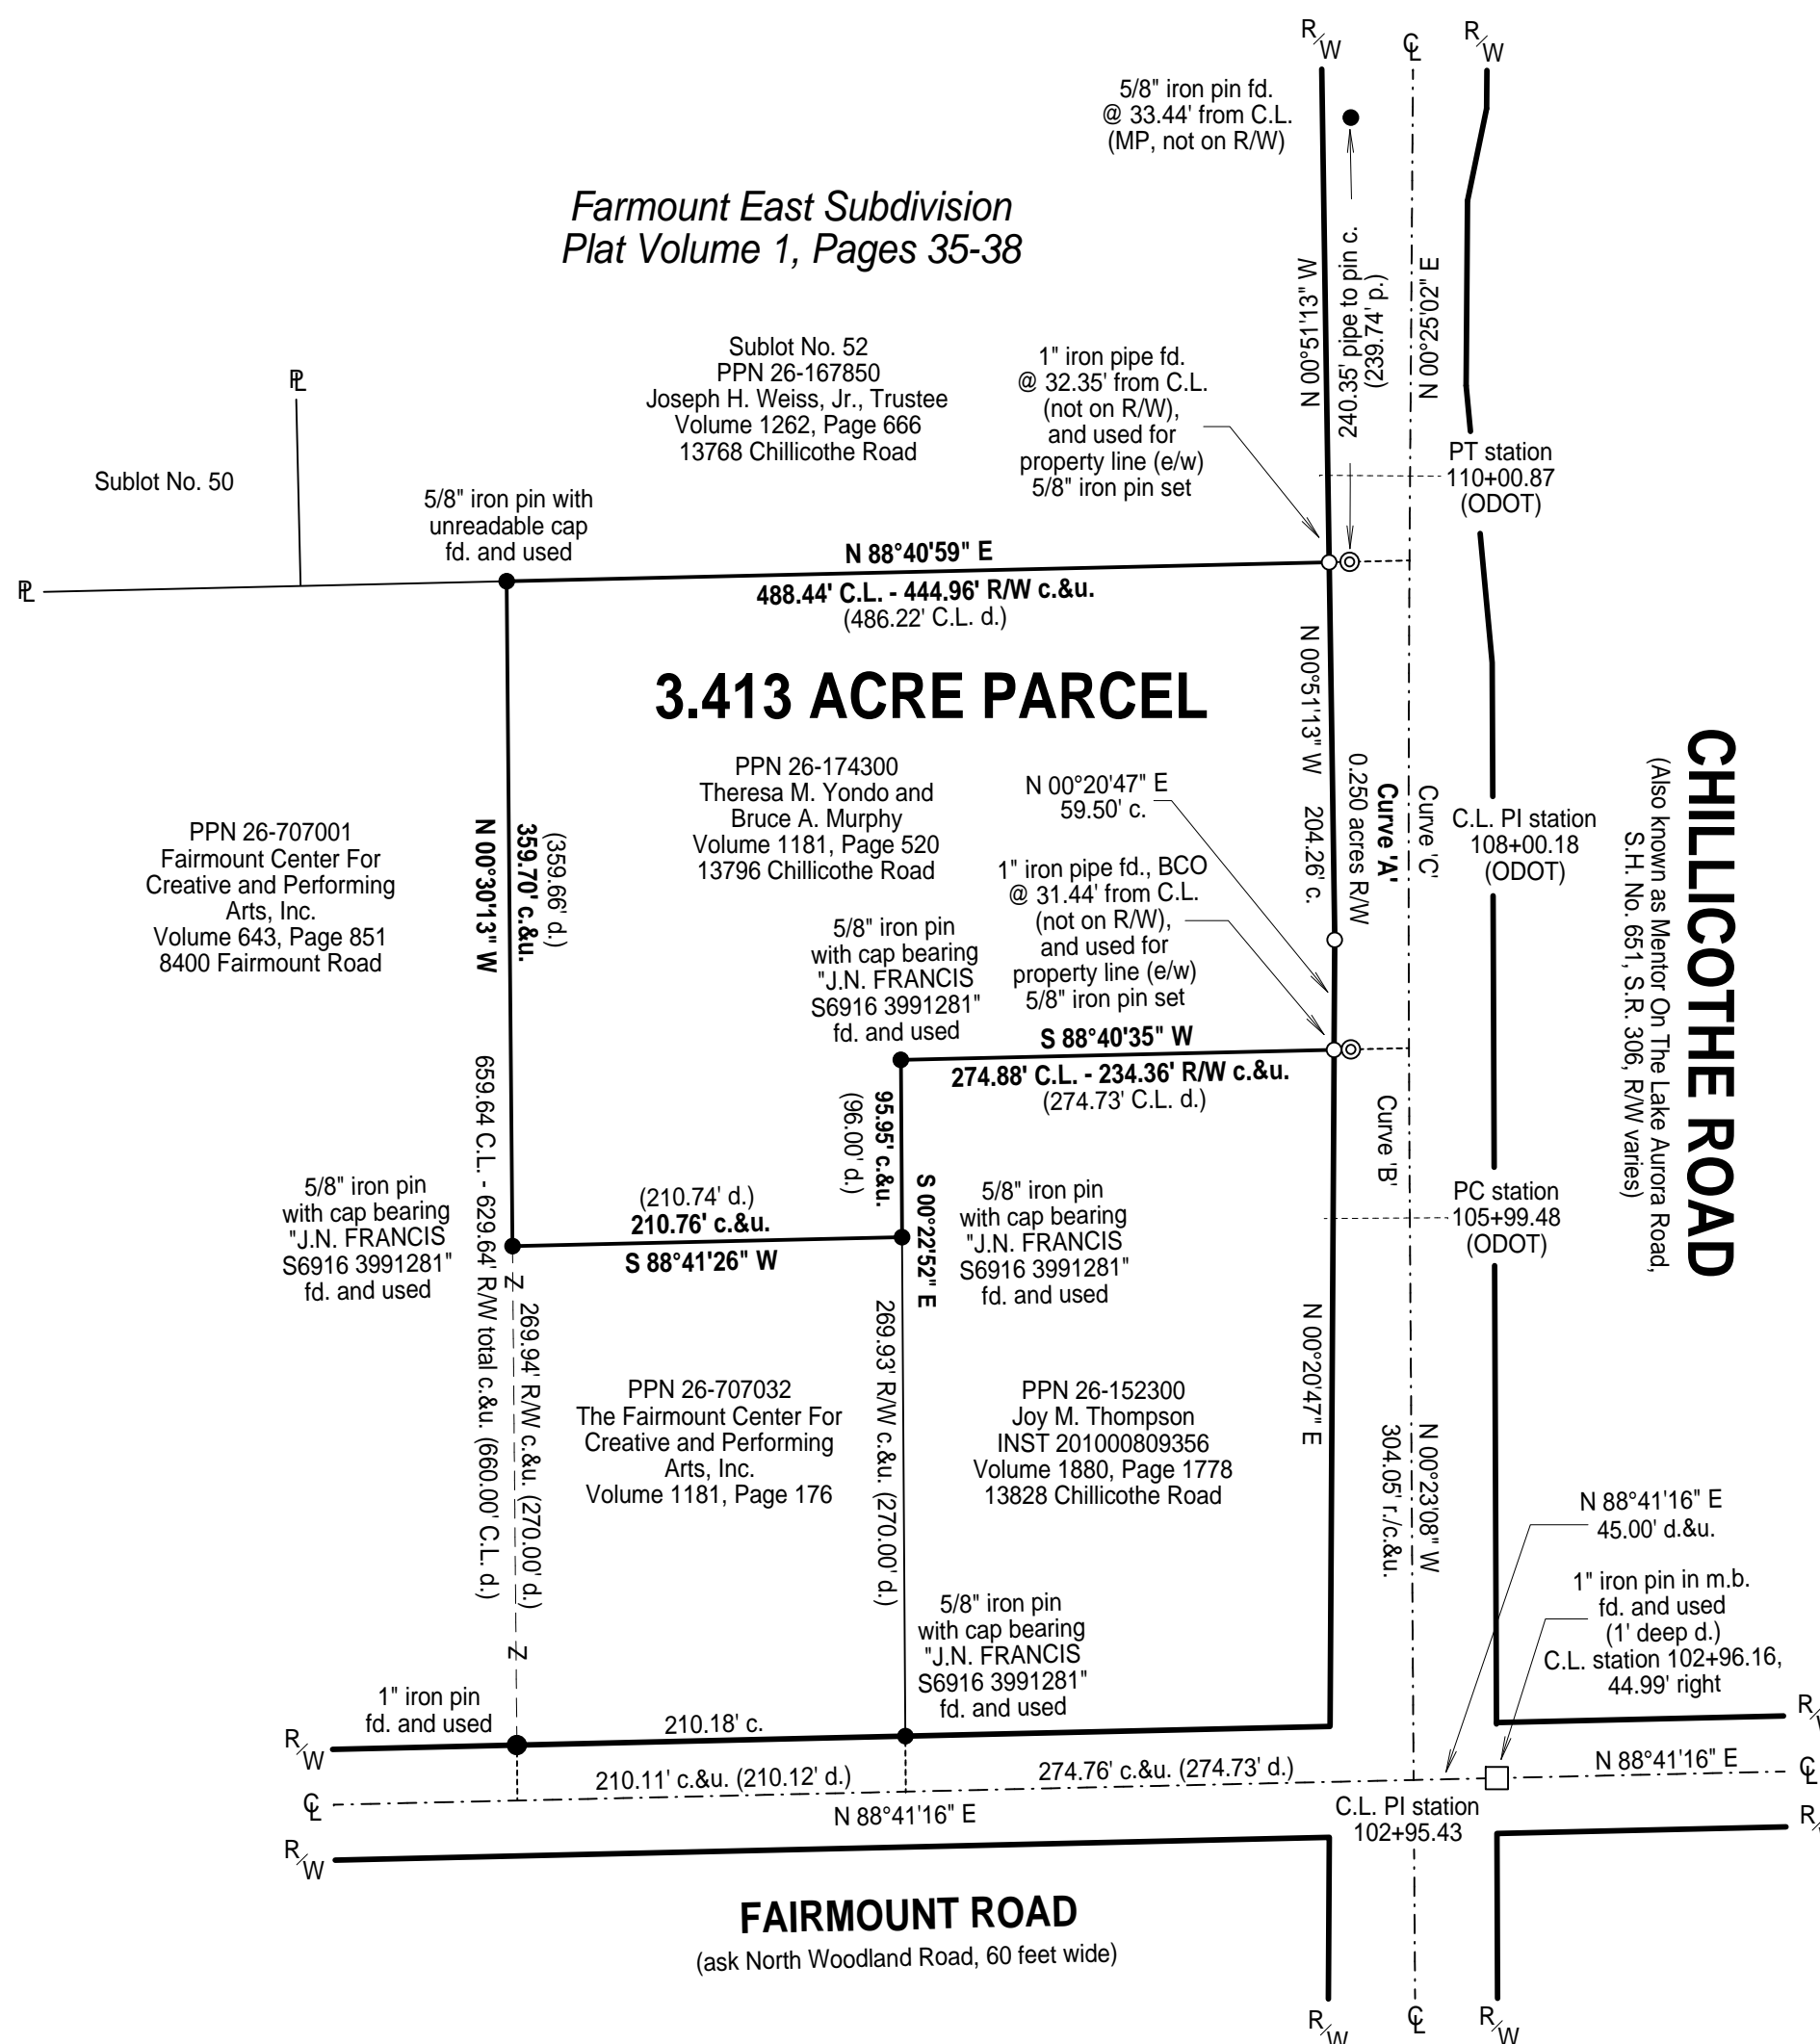 R/W
C̵L
R/W
5/8" iron pin fd.
@ 33.44' from C.L.
(MP, not on R/W)
Farmount East Subdivision
Plat Volume 1, Pages 35-38
N 00°51'13" W
240.35' pipe to pin c.
(239.74' p.)
N 00°25'02" E
Sublot No. 52
PPN 26-167850
Joseph H. Weiss, Jr., Trustee
Volume 1262, Page 666
13768 Chillicothe Road
1" iron pipe fd.
@ 32.35' from C.L.
(not on R/W),
and used for
property line (e/w)
5/8" iron pin set
PL
Sublot No. 50
PL
5/8" iron pin with
unreadable cap
fd. and used
PT station
110+00.87
(ODOT)
N 88°40'59" E
488.44' C.L. - 444.96' R/W c.&u.
(486.22' C.L. d.)
3.413 ACRE PARCEL
N 00°51'13" W 204.26' c.
0.250 acres R/W
Curve 'A'
Curve 'C'
CHILLICOTHE ROAD
(Also known as Mentor On The Lake Aurora Road,
S.H. No. 651, S.R. 306, R/W varies)
PPN 26-174300
Theresa M. Yondo and
Bruce A. Murphy
Volume 1181, Page 520
13796 Chillicothe Road
N 00°20'47" E
59.50' c.
C.L. PI station
108+00.18
(ODOT)
PPN 26-707001
Fairmount Center For
Creative and Performing
Arts, Inc.
Volume 643, Page 851
8400 Fairmount Road
N 00°30'13" W
359.70' c.&u.
(359.66' d.)
1" iron pipe fd., BCO
@ 31.44' from C.L.
(not on R/W),
and used for
property line (e/w)
5/8" iron pin set
5/8" iron pin
with cap bearing
"J.N. FRANCIS
S6916 3991281"
fd. and used
S 88°40'35" W
274.88' C.L. - 234.36' R/W c.&u.
(274.73' C.L. d.)
659.64 C.L. - 629.64' R/W total c.&u. (660.00' C.L. d.)
95.95' c.&u.
(96.00' d.)
S 00°22'52" E
Curve 'B'
5/8" iron pin
with cap bearing
"J.N. FRANCIS
S6916 3991281"
fd. and used
(210.74' d.)
210.76' c.&u.
S 88°41'26" W
5/8" iron pin
with cap bearing
"J.N. FRANCIS
S6916 3991281"
fd. and used
PC station
105+99.48
(ODOT)
Z
269.94' R/W c.&u. (270.00' d.)
Z
269.93' R/W c.&u. (270.00' d.)
N 00°20'47" E
PPN 26-707032
The Fairmount Center For
Creative and Performing
Arts, Inc.
Volume 1181, Page 176
PPN 26-152300
Joy M. Thompson
INST 201000809356
Volume 1880, Page 1778
13828 Chillicothe Road
N 00°23'08" W
304.05' r./c.&u.
N 88°41'16" E
45.00' d.&u.
1" iron pin in m.b.
fd. and used
(1' deep d.)
C.L. station 102+96.16,
44.99' right
5/8" iron pin
with cap bearing
"J.N. FRANCIS
S6916 3991281"
fd. and used
1" iron pin
fd. and used
R/W
210.18' c.
R/
210.11' c.&u. (210.12' d.)
274.76' c.&u. (274.73' d.)
N 88°41'16" E
CL
CL
N 88°41'16" E
C.L. PI station
102+95.43
R/W
R/
FAIRMOUNT ROAD
(ask North Woodland Road, 60 feet wide)
R/W
CL
R/W